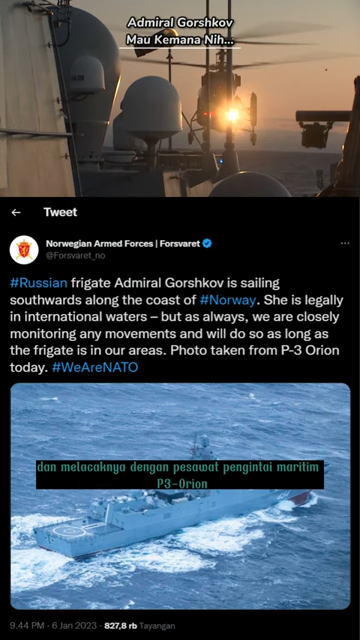 Admiral Gorshkov
Mau Kemana Nih...
Tweet
Norwegian Armed Forces | Forsvaret
@Forsvaret_no
#Russian frigate Admiral Gorshkov is sailing
southwards along the coast of #Norway. She is legally
in international waters – but as always, we are closely
monitoring any movements and will do so as long as
the frigate is in our areas. Photo taken from P-3 Orion
today. #WeAreNATO
dan melacaknya dengan pesawat pengintai maritim
P3-Orion
9.44 PM · 6 Jan 2023 · 827,8 rb Tayangan